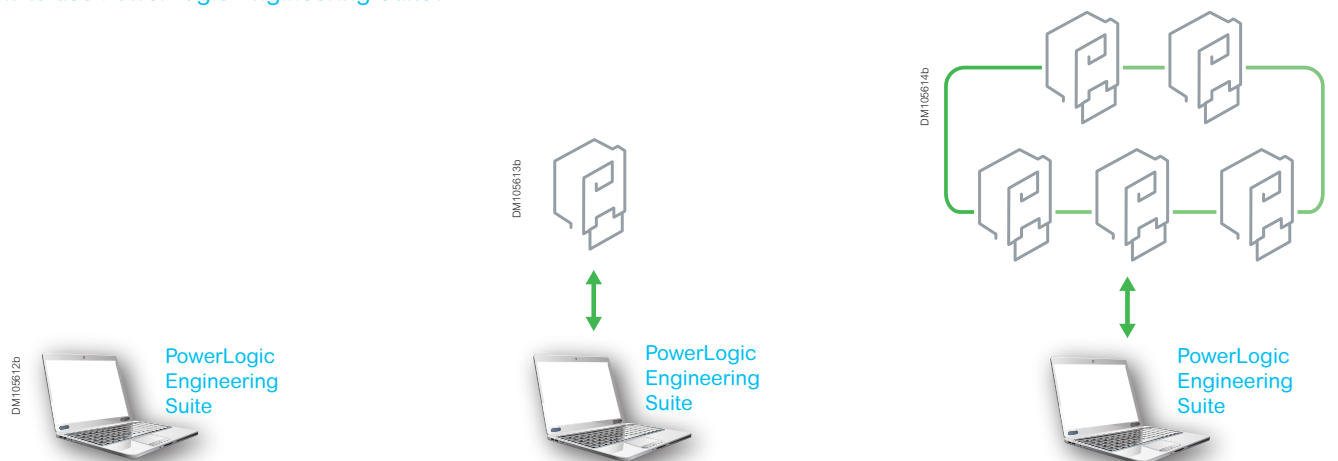 DM105614b
DM105613b
DM105612b
PowerLogic
Engineering
Suite
PowerLogic
Engineering
Suite
PowerLogic
Engineering
Suite